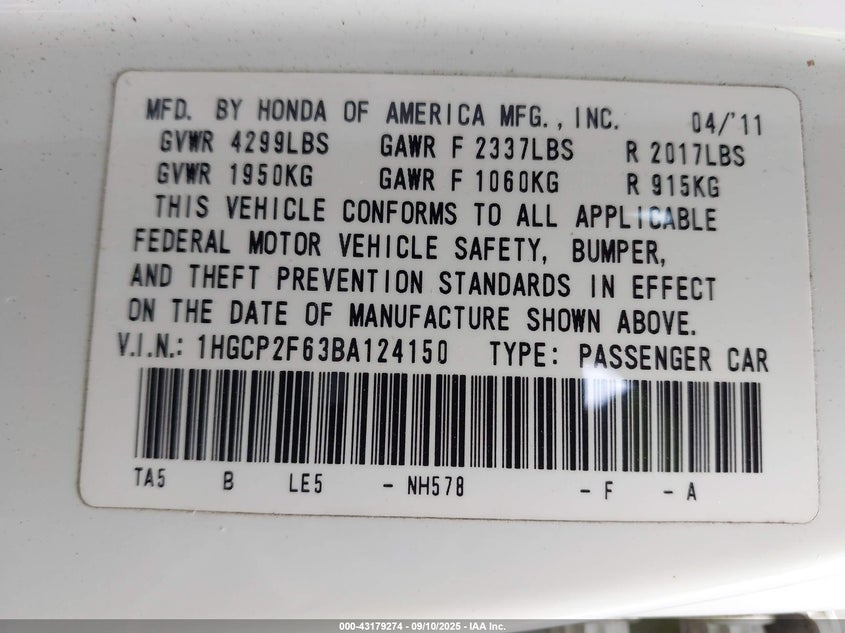 MFD. BY HONDA OF AMERICA MFG., INC. 04/'11
GVWR 4299LBS GAWR F 2337LBS R 2017LBS
GVWR 1950KG GAWR F 1060KG R 915KG
THIS VEHICLE CONFORMS TO ALL APPLICABLE
FEDERAL MOTOR VEHICLE SAFETY, BUMPER,
AND THEFT PREVENTION STANDARDS IN EFFECT
ON THE DATE OF MANUFACTURE SHOWN ABOVE.
V.I.N.: 1HGCP2F63BA124150 TYPE: PASSENGER CAR
TA5 B LE5 - NH578 - F - A
000-43179274 - 09/10/2025 - IAA Inc.